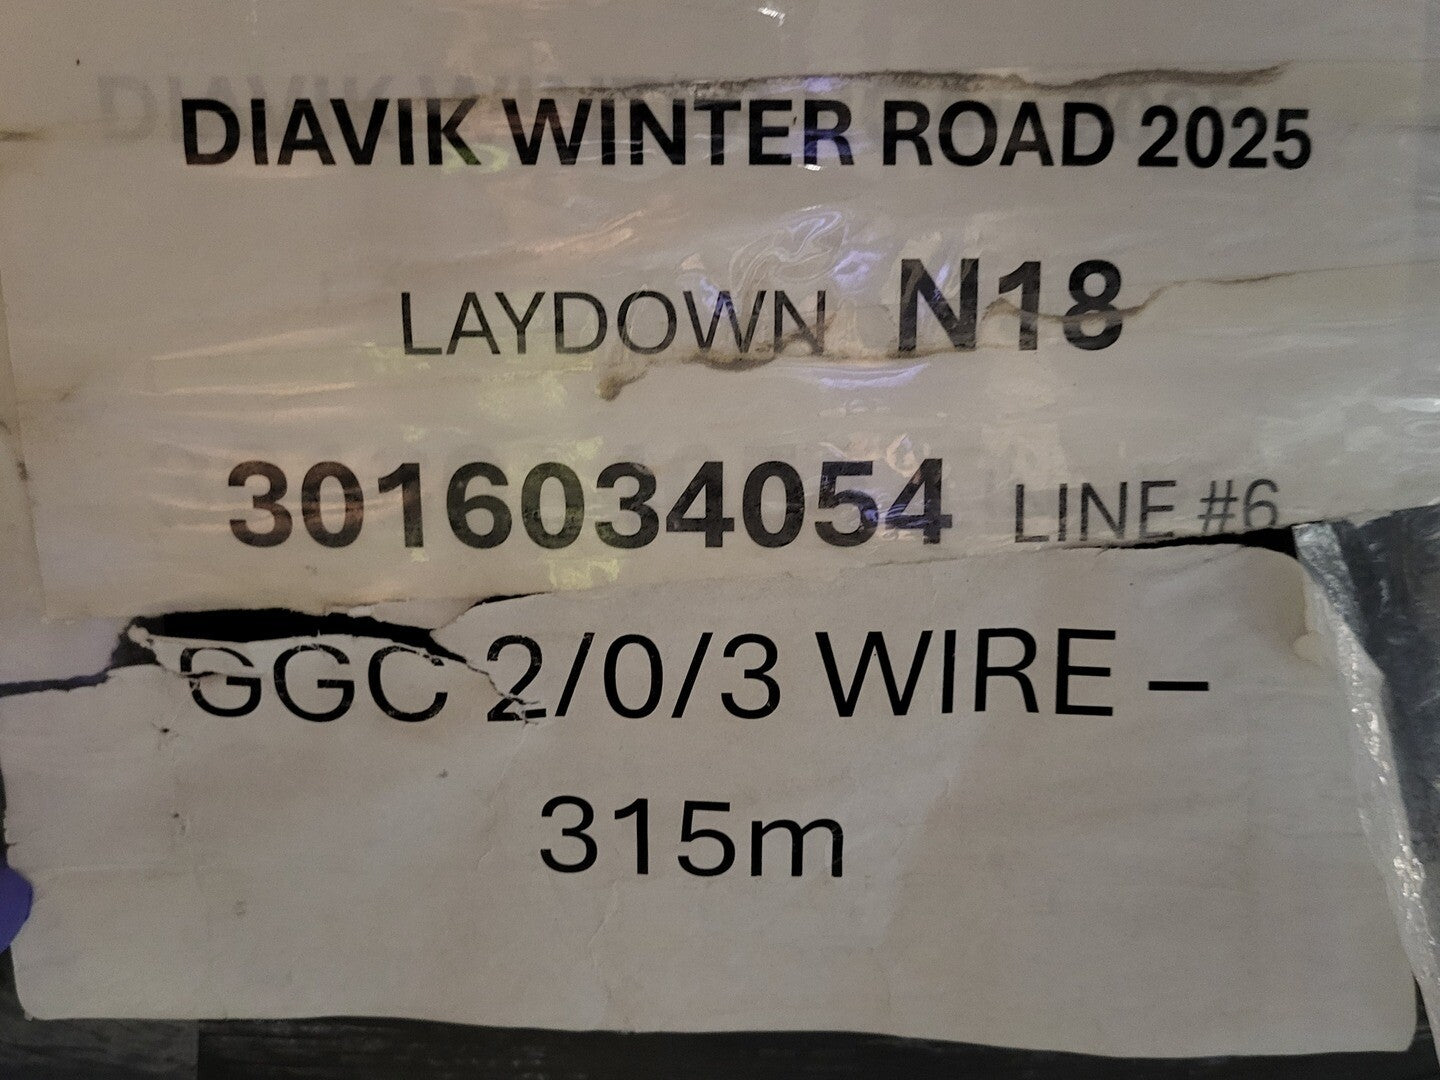 DIAVIK WINTER ROAD 2025
LAYDOWN N18
3016034054 LINE #6
GGC 2/0/3 WIRE –
315m